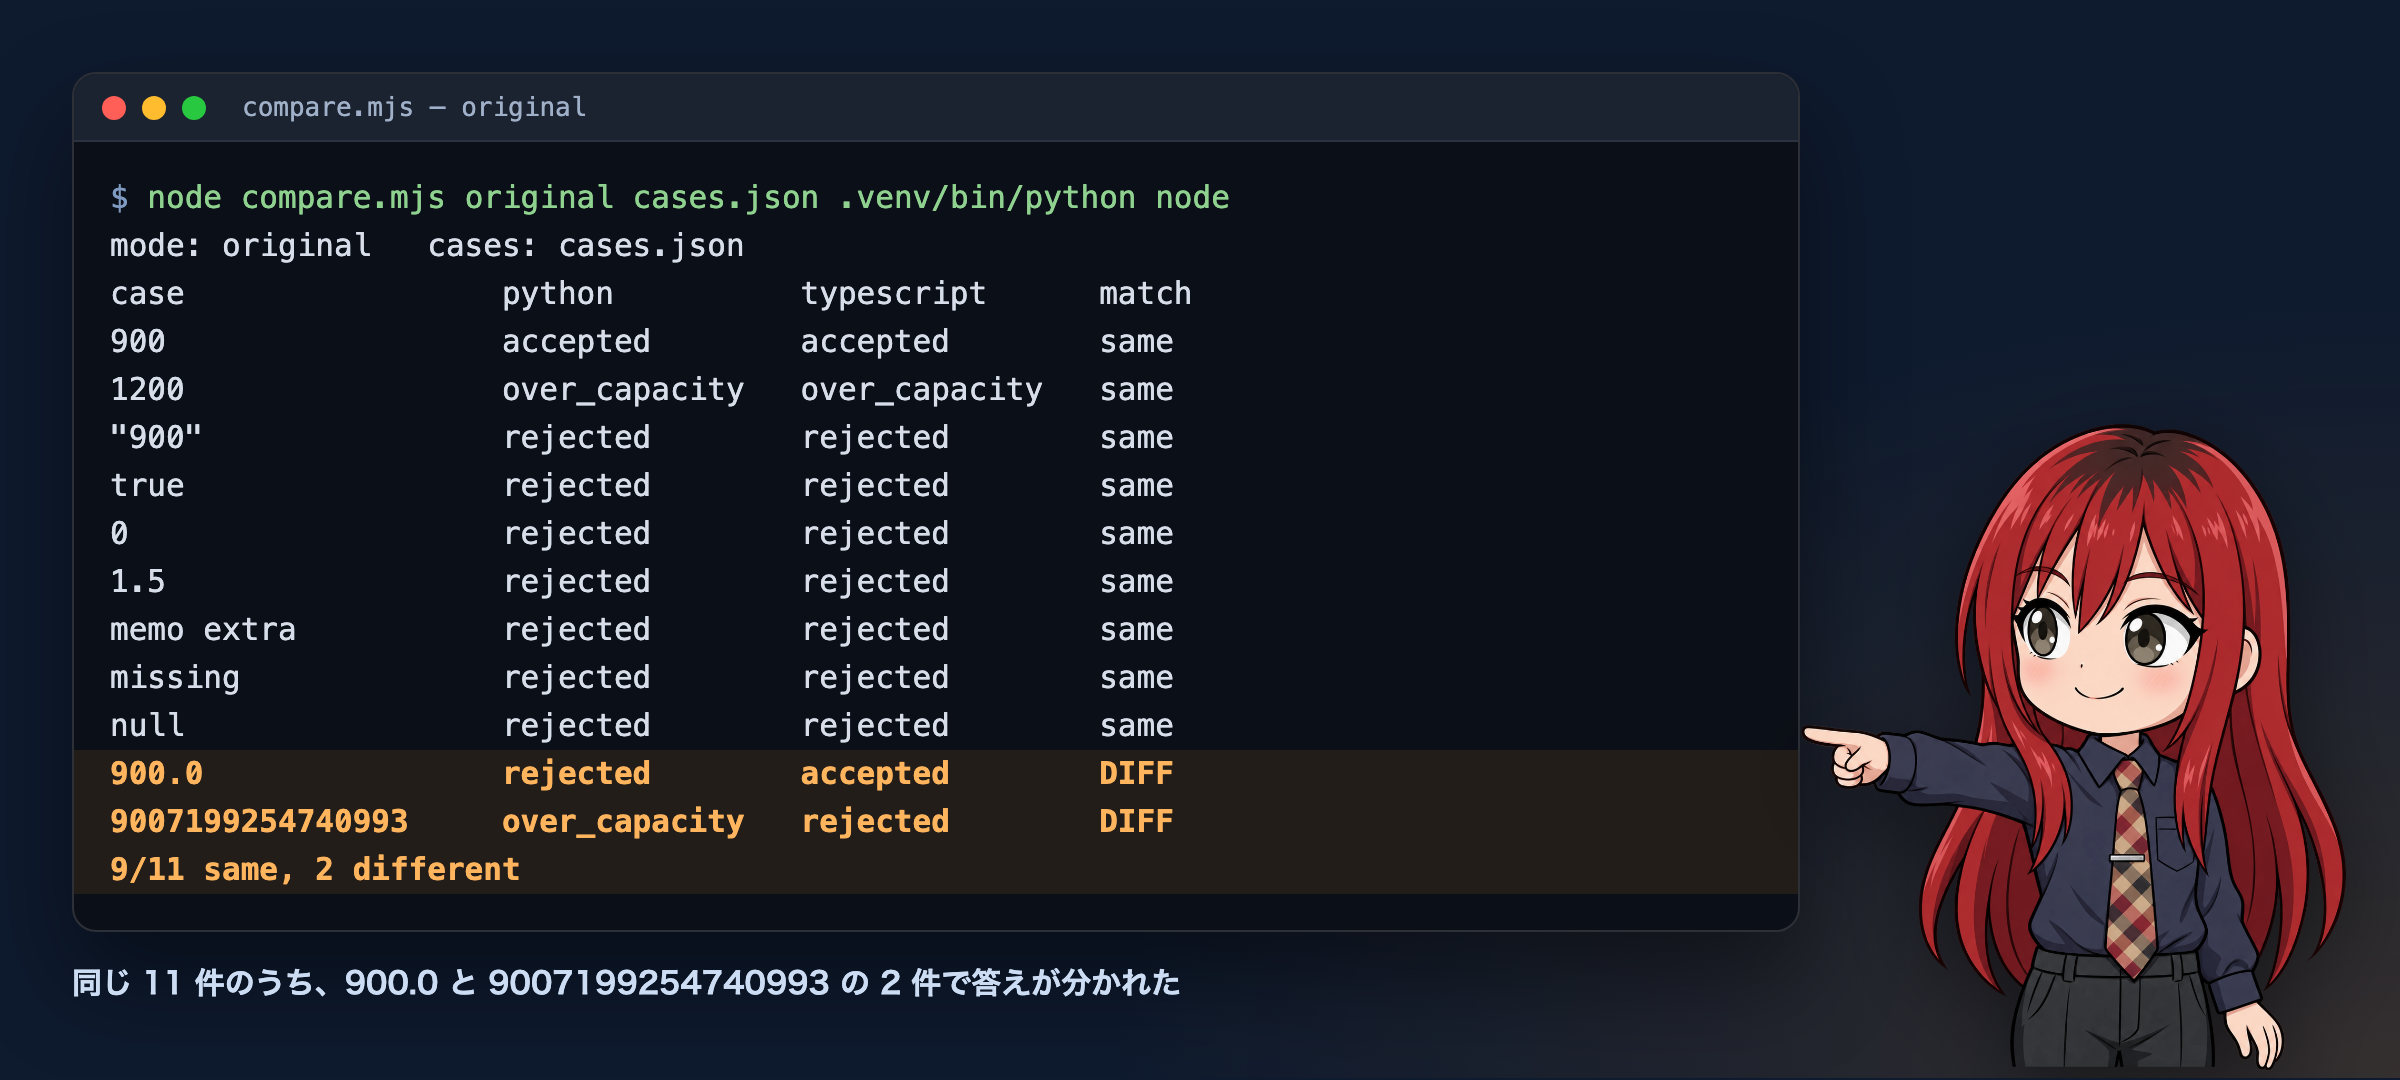 compare.mjs — original
$ node compare.mjs original cases.json .venv/bin/python node
mode: original   cases: cases.json
case                 python          typescript      match
900                  accepted        accepted        same
1200                 over_capacity   over_capacity   same
"900"                rejected        rejected        same
true                 rejected        rejected        same
0                    rejected        rejected        same
1.5                  rejected        rejected        same
memo extra           rejected        rejected        same
missing              rejected        rejected        same
null                 rejected        rejected        same
900.0                rejected        accepted        DIFF
9007199254740993     over_capacity   rejected        DIFF
9/11 same, 2 different
同じ 11 件のうち、900.0 と 9007199254740993 の 2 件で答えが分かれた